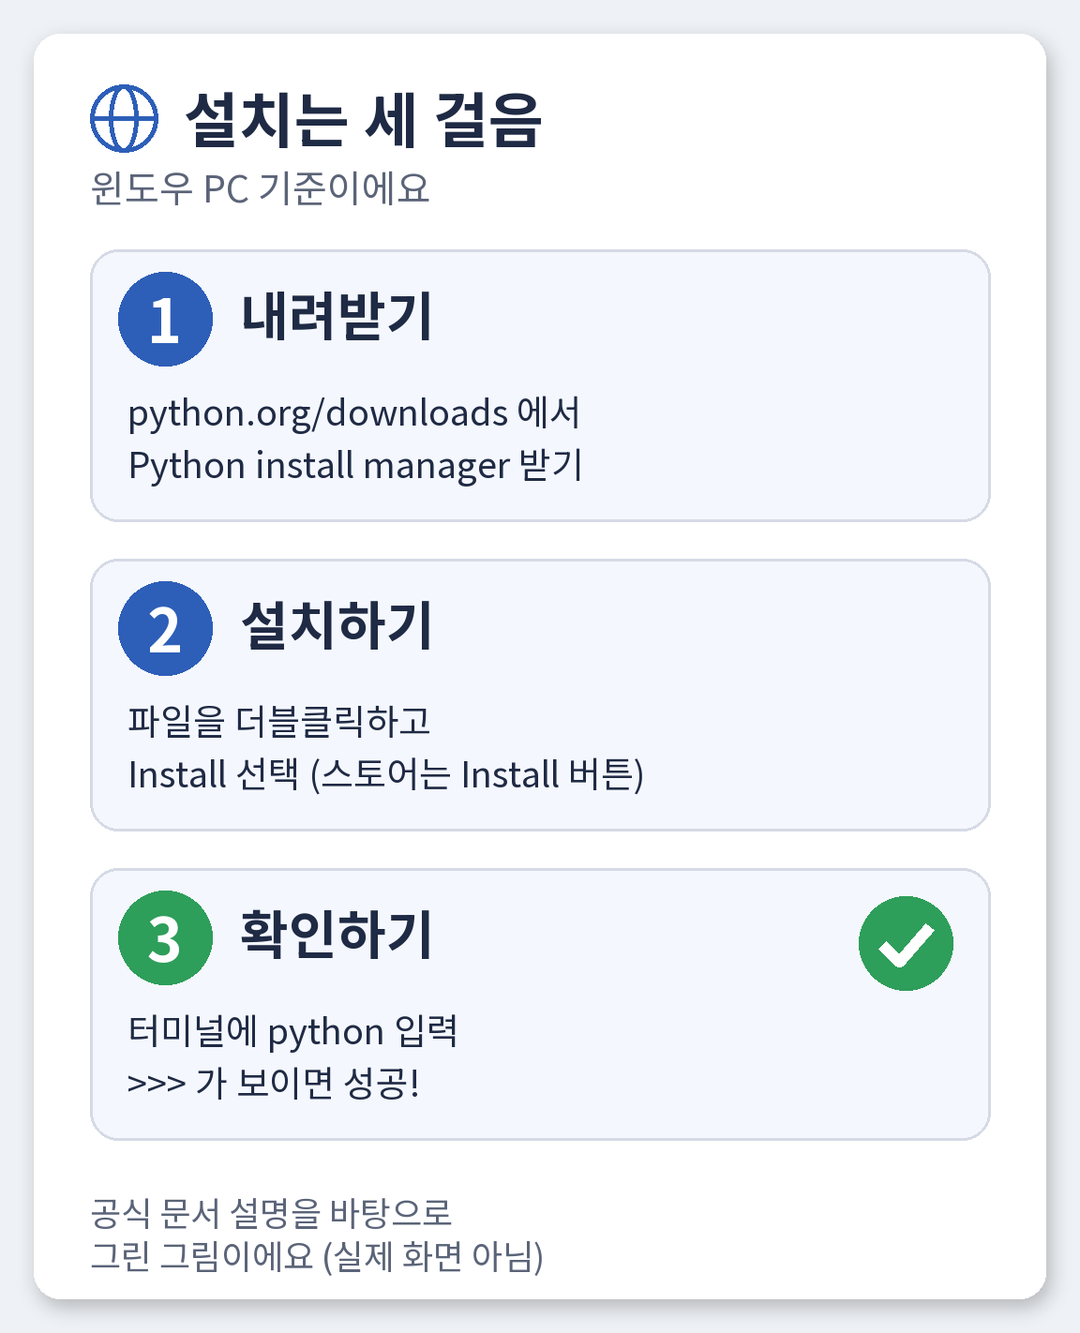 설치는 세 걸음
윈도우 PC 기준이에요
1 내려받기
python.org/downloads 에서
Python install manager 받기
2 설치하기
파일을 더블클릭하고
Install 선택 (스토어는 Install 버튼)
3 확인하기
터미널에 python 입력
>>> 가 보이면 성공!
공식 문서 설명을 바탕으로
그린 그림이에요 (실제 화면 아님)